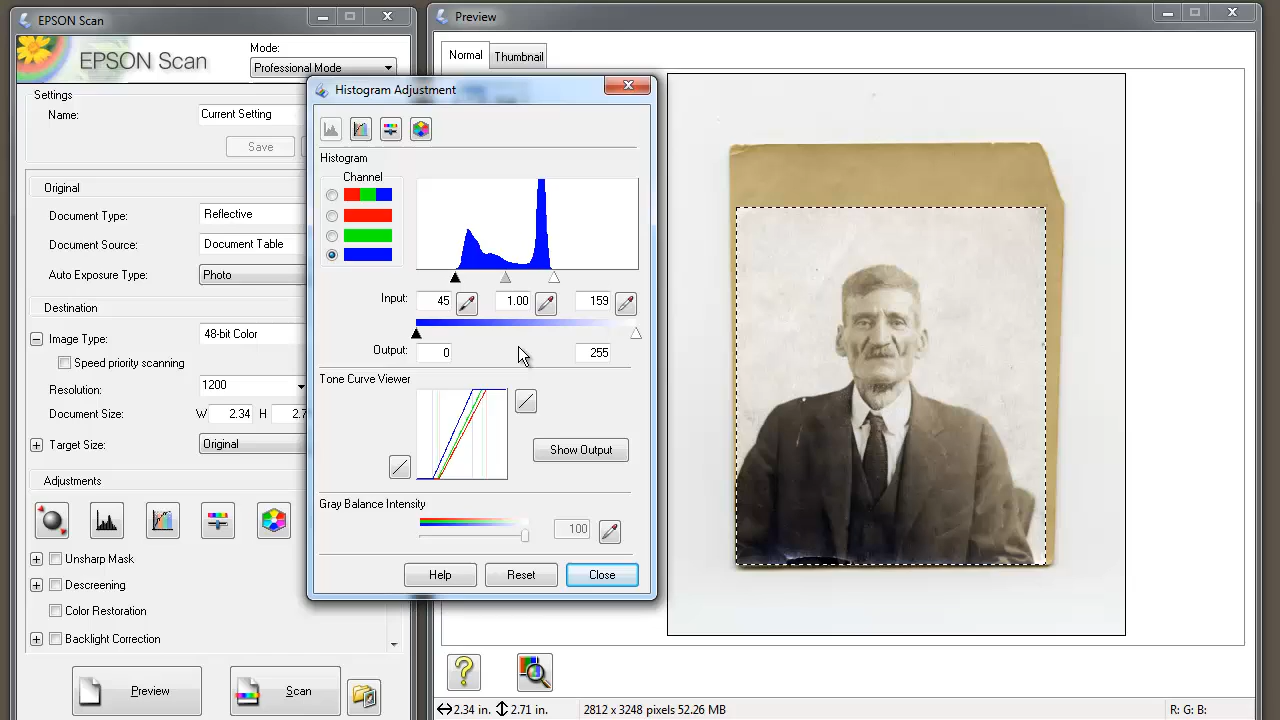 EPSON Scan
EPSON Scan
Mode:
Professional Mode
Settings
Name:
Current Setting
Save
Original
Document Type:
Reflective
Document Source:
Document Table
Auto Exposure Type:
Photo
Destination
Image Type:
48-bit Color
Speed priority scanning
Resolution:
1200
Document Size:
W 2.34 H
Target Size:
Original
Adjustments
Unsharp Mask
Descreening
Color Restoration
Backlight Correction
Preview
Scan
Histogram Adjustment
Histogram
Channel
Input:
45
1.00
159
Output:
0
255
Tone Curve Viewer
Show Output
Gray Balance Intensity
100
Help
Reset
Close
Preview
Normal
Thumbnail
2.34 in.
2.71 in.
2812 x 3248 pixels 52.26 MB
R: G: B: